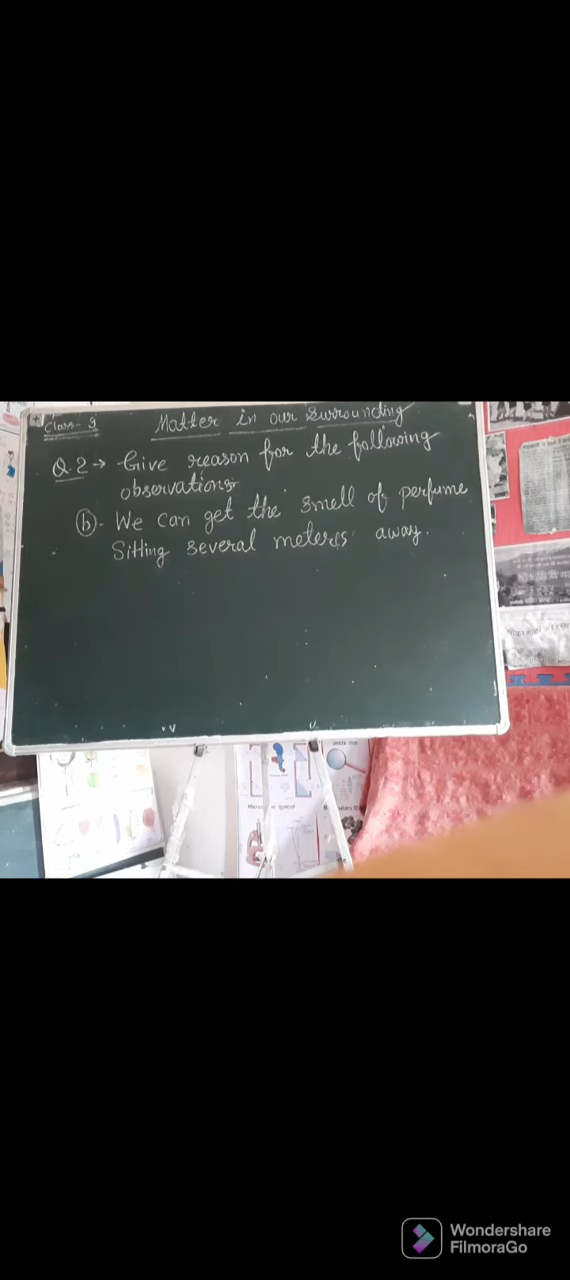 Class- 9
Matter in our Surrounding
Q.2 → Give reason for the following
observations
(b)- We can get the smell of perfume
Sitting several meters away.
Wondershare
FilmoraGo